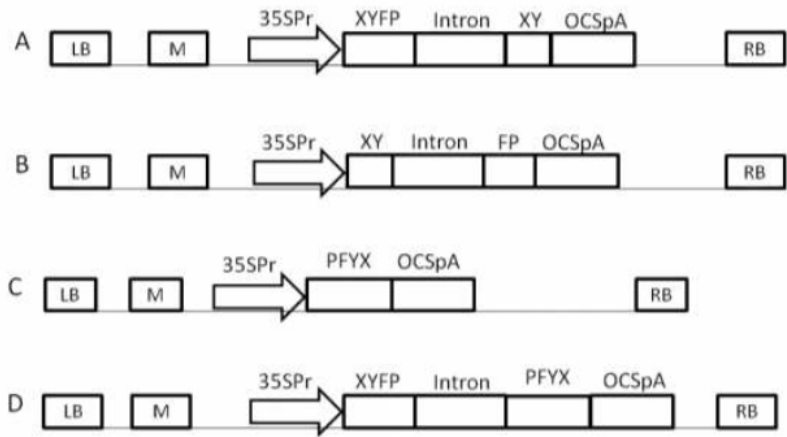 35SPr XYFP Intron XY OCSpA
A LB M RB
35SPr XY Intron FP OCSpA
B LB M RB
35SPr PFYX OCSpA
C LB M RB
35SPr XYFP Intron PFYX OCSpA
D LB M RB